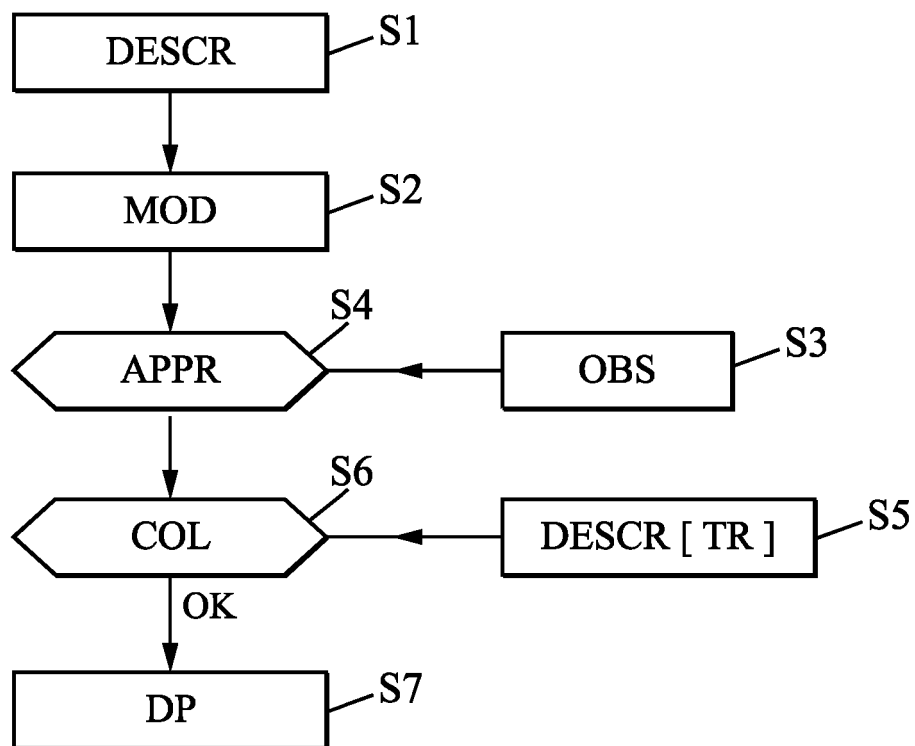 DESCR
S1
MOD
S2
S4
APPR
OBS
S3
S6
COL
DESCR [ TR ]
S5
OK
DP
S7